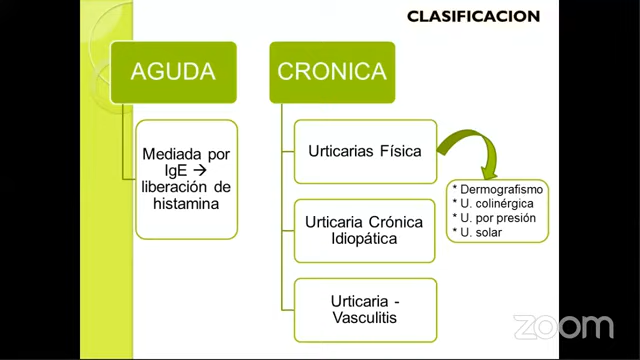 CLASIFICACION
AGUDA
Mediada por
IgE →
liberación de
histamina
CRONICA
Urticarias Física
* Dermografismo
* U. colinérgica
* U. por presión
* U. solar
Urticaria Crónica
Idiopática
Urticaria -
Vasculitis
zoom